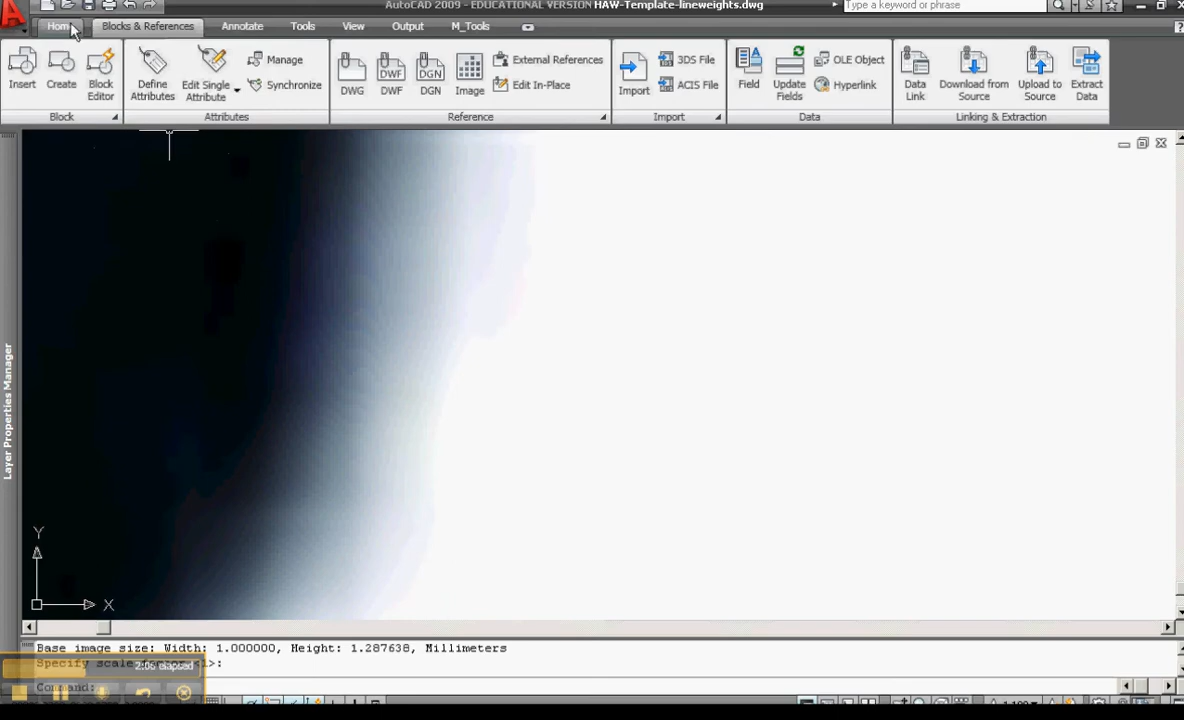 AutoCAD 2009 - EDUCATIONAL VERSION HAW-Template-lineweights.dwg
Type a keyword or phrase
Home Blocks & References Annotate Tools View Output M_Tools
Insert Create Block Editor
Define Attributes Edit Single Attribute Manage Synchronize
DWG DWF DGN Image External References Edit In-Place
Import 3DS File ACIS File
Field Update Fields OLE Object Hyperlink
Data Link Download from Source Upload to Source Extract Data
Block Attributes Reference Import Data Linking & Extraction
Layer Properties Manager
Y
X
Base image size: Width: 1.000000, Height: 1.287638, Millimeters
Specify scale <1>:
2:06 elapsed
Command: